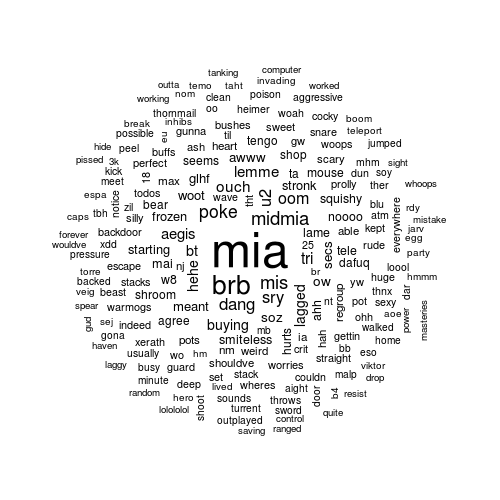 tanking computer
outta temo taht invading worked
working nom clean poison aggressive
thornmail oo heimer woah cocky boom
break inhibs eu gunna til bushes sweet snare teleport
possible tengo gw woops jumped
hide peel buffs ash heart awww shop scary mhm sight
pissed 3k perfect seems lemme ta mouse dun soy
kick 18 max glhf ouch u2 stronk prolly ther whoops
meet
espa notice todos woot wave tht oom squishy blu everywhere
caps tbh bear frozen poke midmia noooo atm rdy
silly mistake
zil
forever sej backdoor aegis lame able kept jarv
wouldve xdd starting bt mia 25 secs tele rude egg
pressure tri party
torre escape mai nj hehe dafuq loool
backed stacks w8 brb mis br ow yw huge hmmm
veig beast shroom sry lagged nt thnx dar
spear warmogs meant dang ahh regroup pot sexy aoe
gud sej indeed agree buying soz mb hurts ohh power masteries
gona smiteless ia hah walked
haven xerath pots nm weird crit gettin home
usually wo hm straight bb eso
laggy busy guard shouldve worries viktor
minute deep set stack couldn malp drop
random hero lived wheres aight door b4 resist
lolololol shoot sounds throws
turrent sword quite
outplayed control
saving ranged